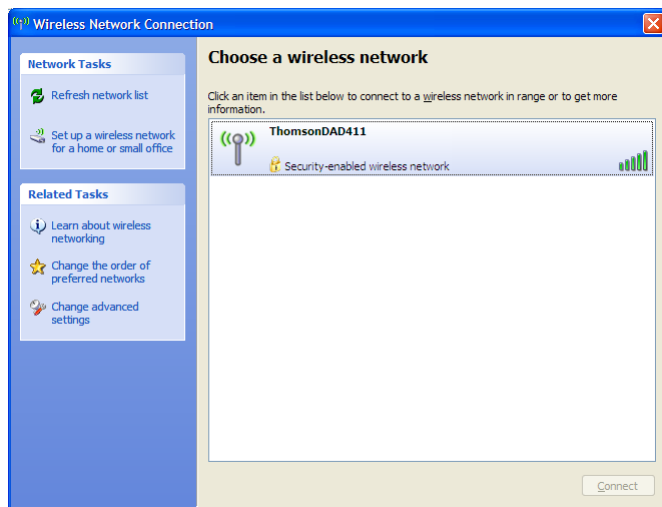 Wireless Network Connection
Network Tasks
Refresh network list
Set up a wireless network
for a home or small office
Related Tasks
Learn about wireless
networking
Change the order of
preferred networks
Change advanced
settings
Choose a wireless network
Click an item in the list below to connect to a wireless network in range or to get more
information.
ThomsonDAD411
Security-enabled wireless network
Connect